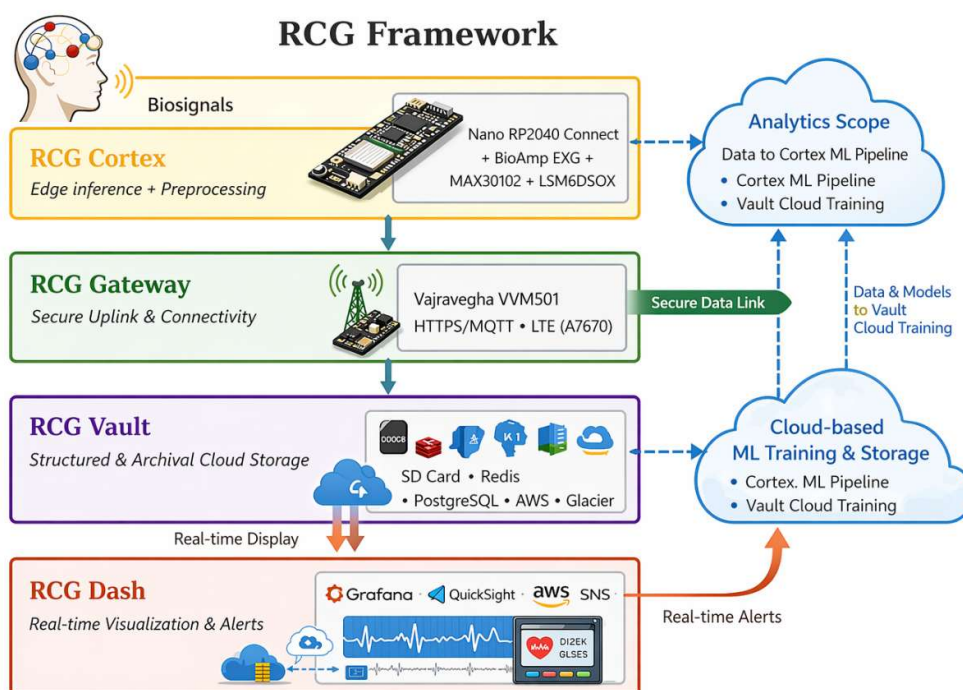 RCG Framework
Biosignals
RCG Cortex
Edge inference + Preprocessing
Nano RP2040 Connect
+ BioAmp EXG +
MAX30102 + LSM6DSOX
Analytics Scope
Data to Cortex ML Pipeline
• Cortex ML Pipeline
• Vault Cloud Training
RCG Gateway
Secure Uplink & Connectivity
Vajravegha VVM501
HTTPS/MQTT • LTE (A7670)
Secure Data Link
Data & Models
to Vault
Cloud Training
RCG Vault
Structured & Archival Cloud Storage
K1
SD Card • Redis
• PostgreSQL • AWS • Glacier
Cloud-based
ML Training & Storage
• Cortex. ML Pipeline
• Vault Cloud Training
Real-time Display
RCG Dash
Real-time Visualization & Alerts
Grafana · QuickSight · aws SNS ·
DI2EK
GLSES
Real-time Alerts